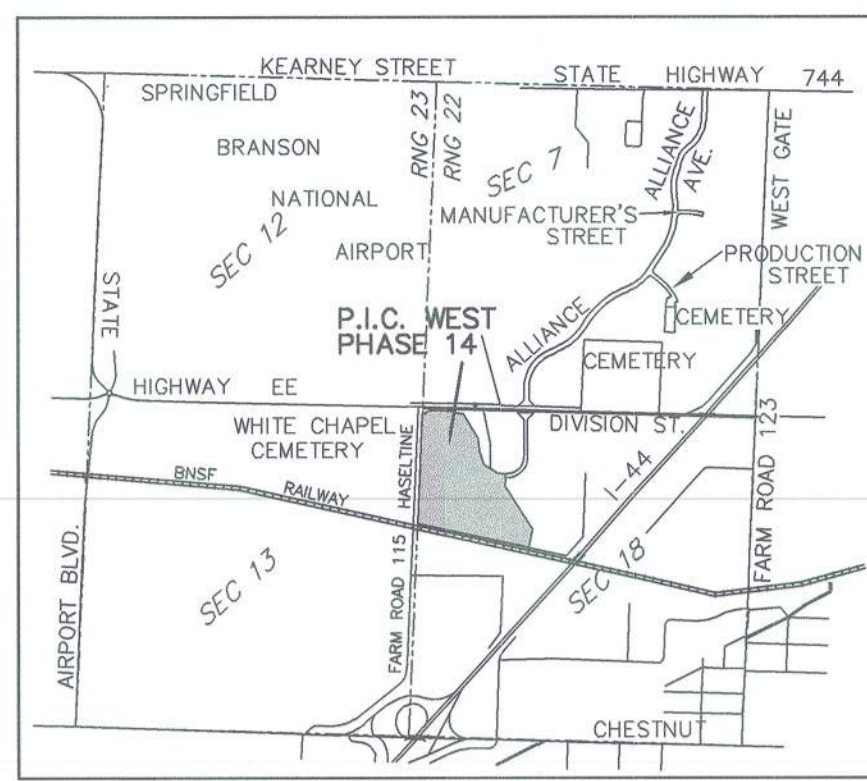 KEARNEY STREET
STATE HIGHWAY 744
SPRINGFIELD
BRANSON
NATIONAL
AIRPORT
RNG 23
RNG 22
SEC 7
SEC 12
ALLIANCE
AVE.
WEST GATE
MANUFACTURER'S
STREET
PRODUCTION
STREET
CEMETERY
STATE
P.I.C. WEST
PHASE 14
ALLIANCE
CEMETERY
HIGHWAY EE
WHITE CHAPEL
CEMETERY
DIVISION ST.
HASELTINE
FARM ROAD 123
BNSF
RAILWAY
I-44
AIRPORT BLVD.
SEC 13
FARM ROAD 115
SEC 18
CHESTNUT